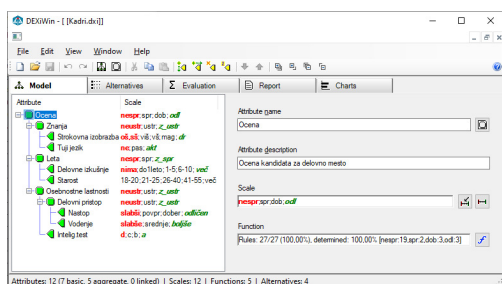 DEXiWin - [ [Kadri.dxi]]
File Edit View Window Help
Model Alternatives Σ Evaluation Report Charts
Attribute Scale
Ocena nespr; spr; dob; odl
Znanja neustr; ustr; z_ustr
Strokovna izobrazba oš,sš; viš; vš,mag; dr
Tuji jezik ne; pas; akt
Leta nespr; spr; z_spr
Delovne izkušnje nima; do1leto; 1-5; 6-10; več
Starost 18-20; 21-25; 26-40; 41-55; več
Osebnostne lastnosti neustr; ustr; z_ustr
Delovni pristop neustr; ustr; z_ustr
Nastop slabši; povpr; dober; odličen
Vodenje slabše; srednje; boljše
Intelig test d; c; b; a
Attribute name
Ocena
Attribute description
Ocena kandidata za delovno mesto
Scale
nespr; spr; dob; odl
Function
Rules: 27/27 (100,00%), determined: 100,00% [nespr:19,spr:2,dob:3,odl:3]
Attributes: 12 (7 basic, 5 aggregate, 0 linked) | Scales: 12 | Functions: 5 | Alternatives: 4